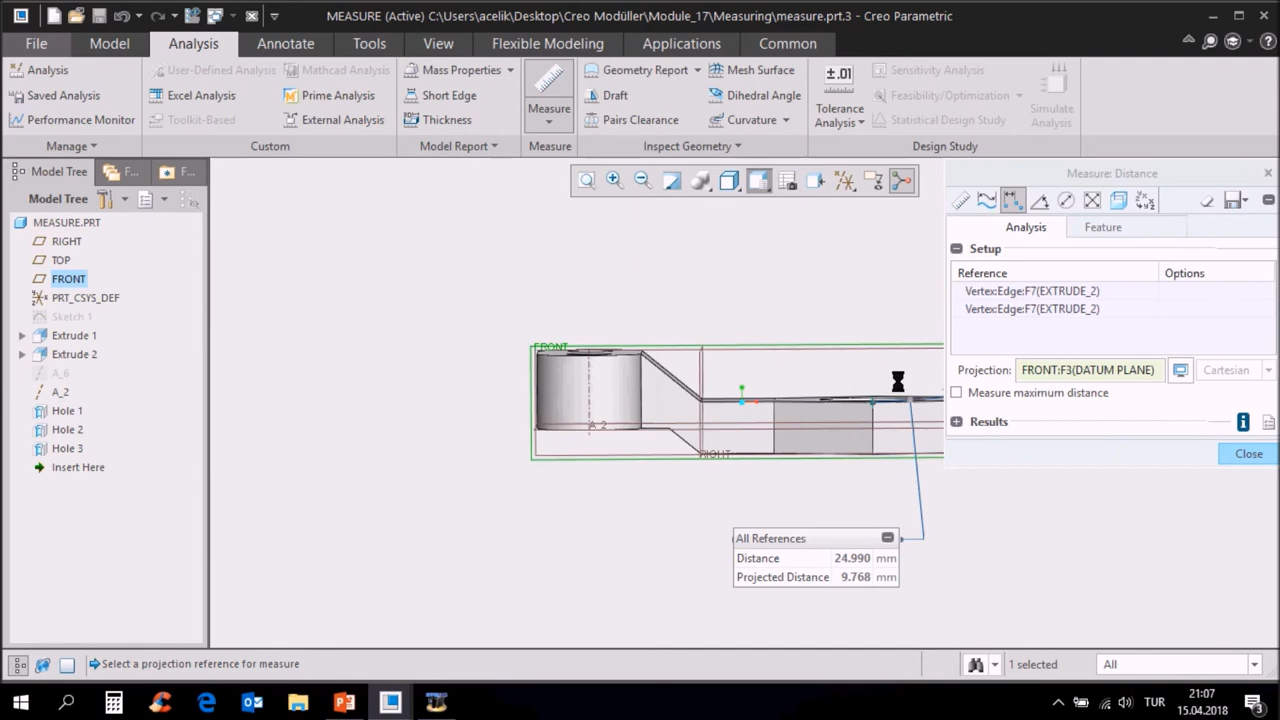 MEASURE (Active) C:\Users\acelik\Desktop\Creo Modüller\Module_17\Measuring\measure.prt.3 - Creo Parametric
File Model Analysis Annotate Tools View Flexible Modeling Applications Common
Analysis
Saved Analysis
Performance Monitor
Manage
User-Defined Analysis
Excel Analysis
Toolkit-Based
Mathcad Analysis
Prime Analysis
External Analysis
Custom
Mass Properties
Short Edge
Thickness
Model Report
Measure
Measure
Geometry Report
Draft
Pairs Clearance
Mesh Surface
Dihedral Angle
Curvature
Inspect Geometry
±.01
Tolerance
Analysis
Sensitivity Analysis
Feasibility/Optimization
Statistical Design Study
Simulate
Analysis
Design Study
Model Tree F... F...
Model Tree
MEASURE.PRT
RIGHT
TOP
FRONT
PRT_CSYS_DEF
Sketch 1
Extrude 1
Extrude 2
A_6
A_2
Hole 1
Hole 2
Hole 3
Insert Here
FRONT
A_2
RIGHT
All References
Distance 24.990 mm
Projected Distance 9.768 mm
Measure: Distance
Analysis Feature
Setup
Reference Options
Vertex:Edge:F7(EXTRUDE_2)
Vertex:Edge:F7(EXTRUDE_2)
Projection: FRONT:F3(DATUM PLANE) Cartesian
Measure maximum distance
Results
Close
Select a projection reference for measure
1 selected
All
TUR
21:07
15.04.2018
3